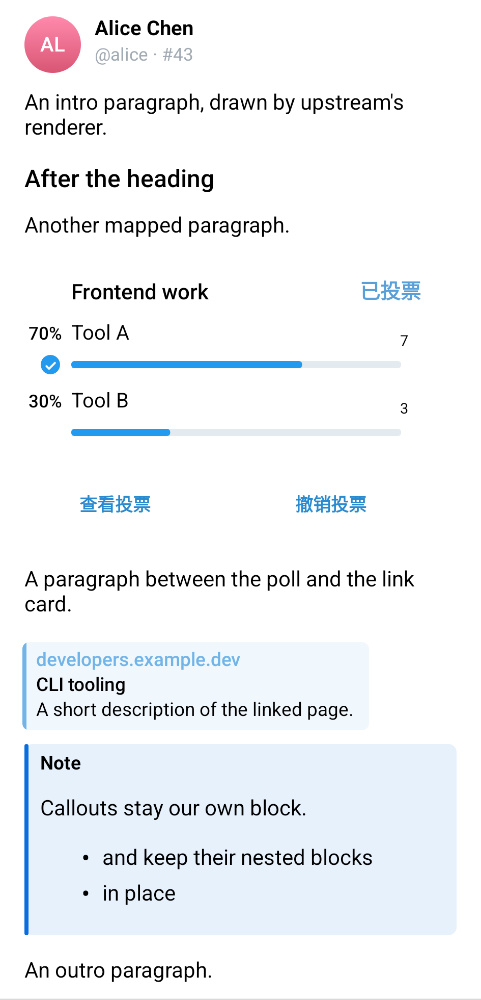 AL
Alice Chen
@alice · #43
An intro paragraph, drawn by upstream's
renderer.
After the heading
Another mapped paragraph.
Frontend work
已投票
70% Tool A
7
30% Tool B
3
查看投票
撤销投票
A paragraph between the poll and the link
card.
developers.example.dev
CLI tooling
A short description of the linked page.
Note
Callouts stay our own block.
• and keep their nested blocks
• in place
An outro paragraph.